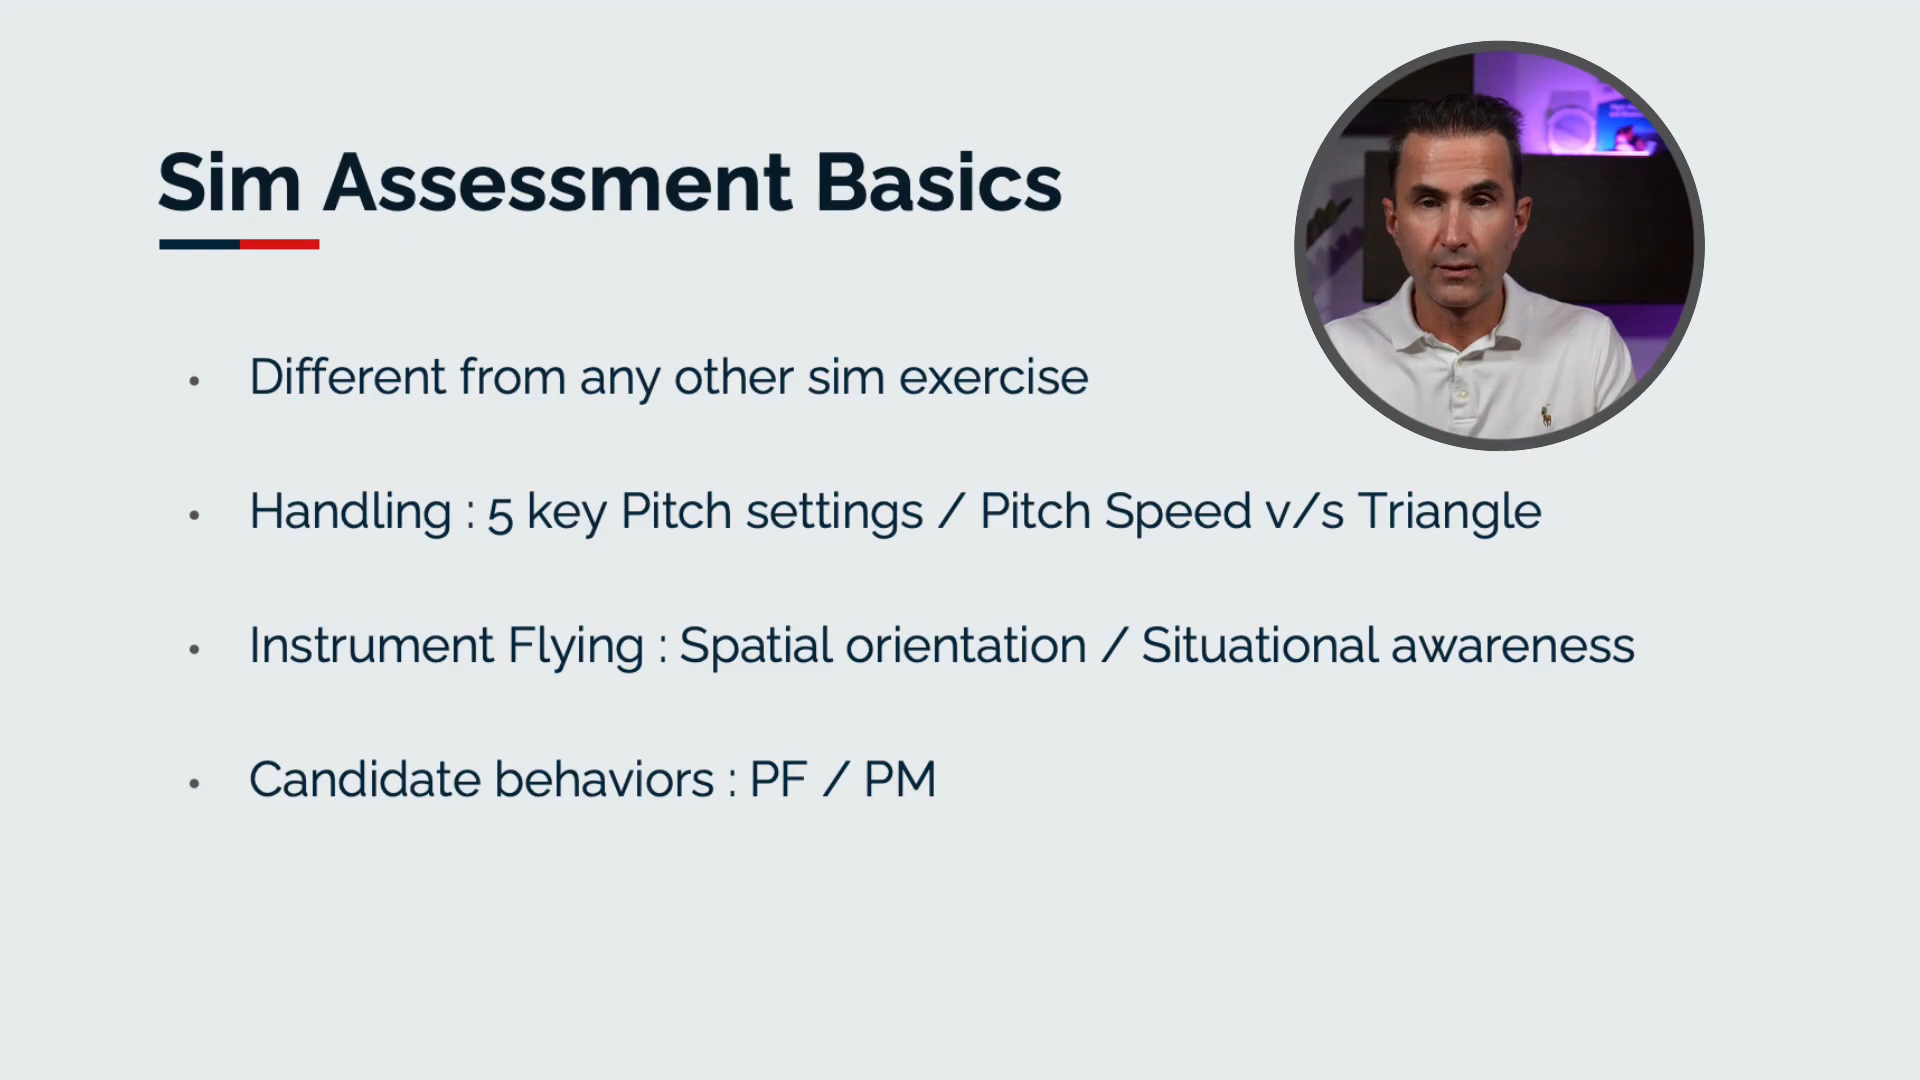 Sim Assessment Basics
• Different from any other sim exercise
• Handling : 5 key Pitch settings / Pitch Speed v/s Triangle
• Instrument Flying : Spatial orientation / Situational awareness
• Candidate behaviors : PF / PM